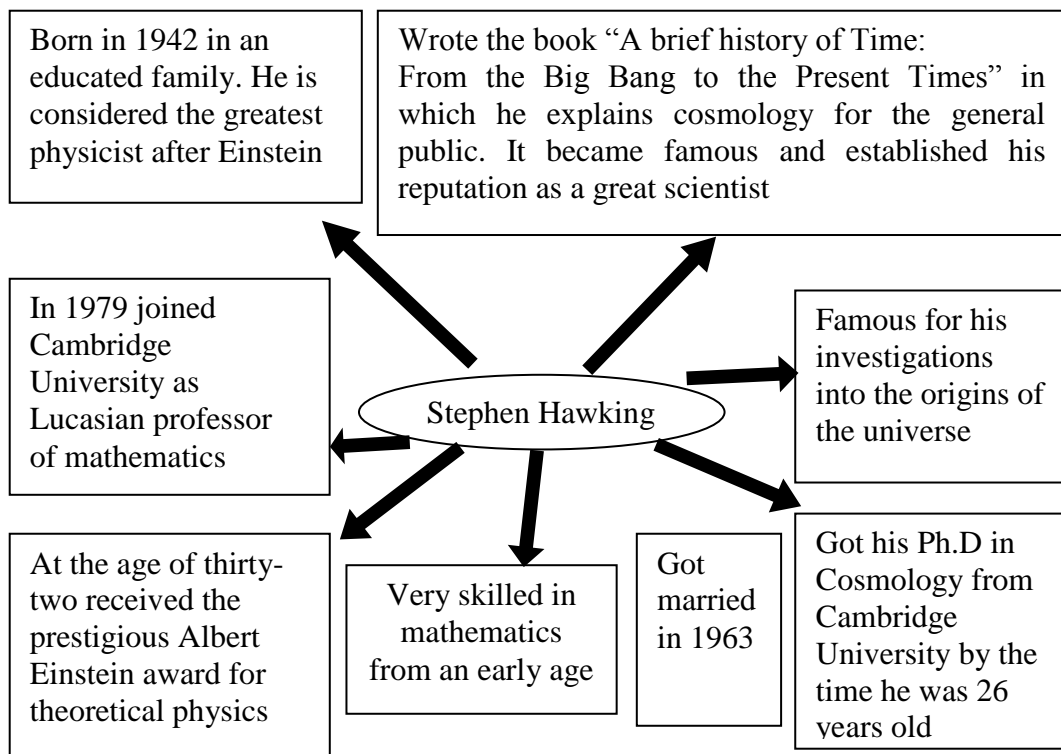 Born in 1942 in an
educated family. He is
considered the greatest
physicist after Einstein
Wrote the book “A brief history of Time:
From the Big Bang to the Present Times” in
which he explains cosmology for the general
public. It became famous and established his
reputation as a great scientist
In 1979 joined
Cambridge
University as
Lucasian professor
of mathematics
Stephen Hawking
Famous for his
investigations
into the origins of
the universe
At the age of thirty-
two received the
prestigious Albert
Einstein award for
theoretical physics
Very skilled in
mathematics
from an early age
Got
married
in 1963
Got his Ph.D in
Cosmology from
Cambridge
University by the
time he was 26
years old